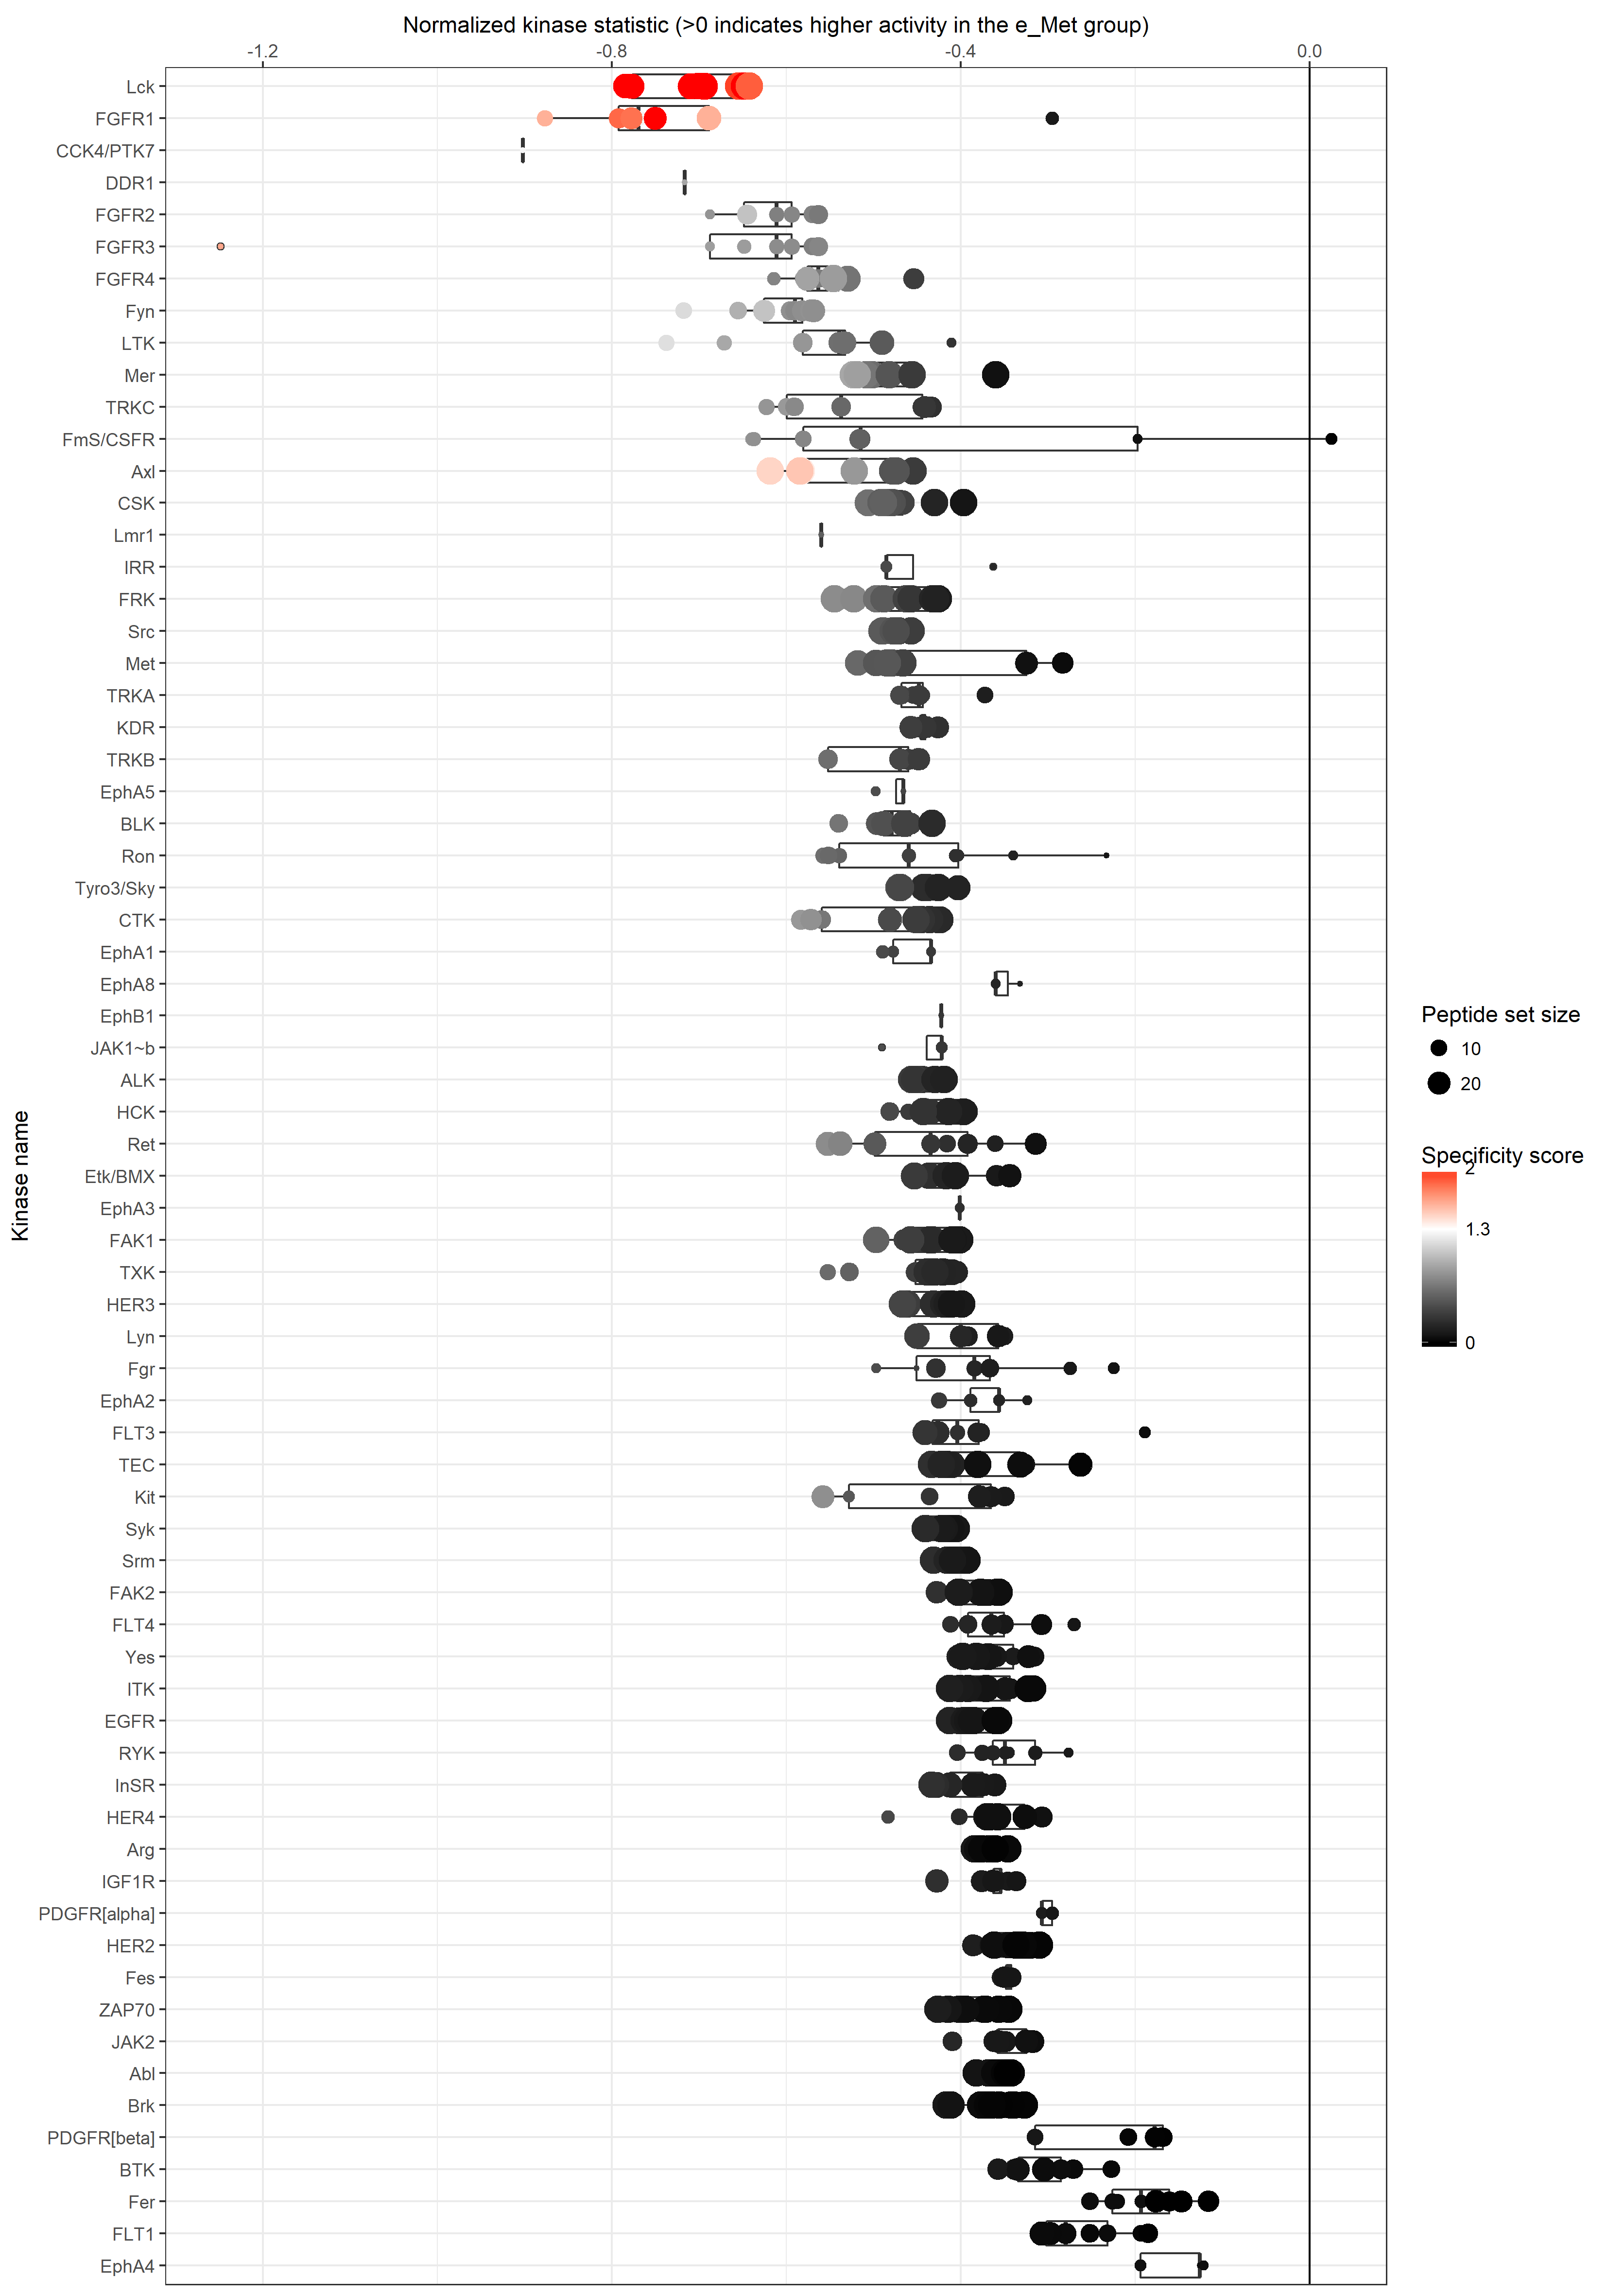 Normalized kinase statistic (>0 indicates higher activity in the e_Met group)
-1.2 -0.8 -0.4 0.0
Kinase name
Lck
FGFR1
CCK4/PTK7
DDR1
FGFR2
FGFR3
FGFR4
Fyn
LTK
Mer
TRKC
FmS/CSFR
Axl
CSK
Lmr1
IRR
FRK
Src
Met
TRKA
KDR
TRKB
EphA5
BLK
Ron
Tyro3/Sky
CTK
EphA1
EphA8
EphB1
JAK1~b
ALK
HCK
Ret
Etk/BMX
EphA3
FAK1
TXK
HER3
Lyn
Fgr
EphA2
FLT3
TEC
Kit
Syk
Srm
FAK2
FLT4
Yes
ITK
EGFR
RYK
InSR
HER4
Arg
IGF1R
PDGFR[alpha]
HER2
Fes
ZAP70
JAK2
Abl
Brk
PDGFR[beta]
BTK
Fer
FLT1
EphA4
Peptide set size
10
20
Specificity score
2
1.3
0